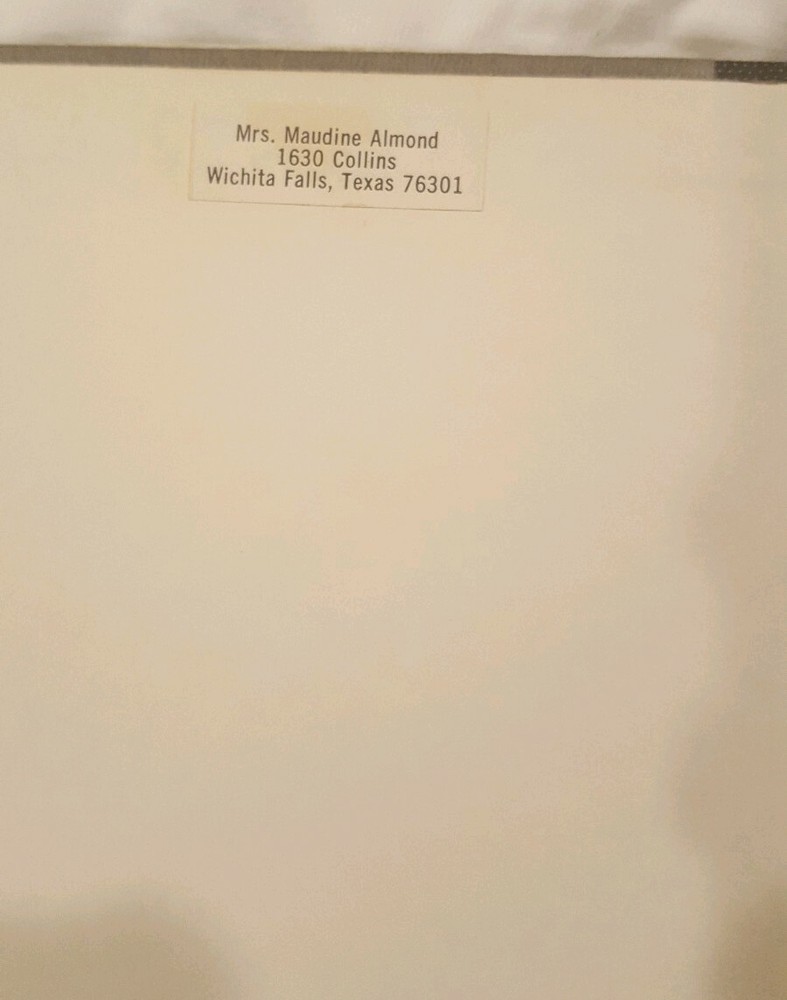 Mrs. Maudine Almond
1630 Collins
Wichita Falls, Texas 76301